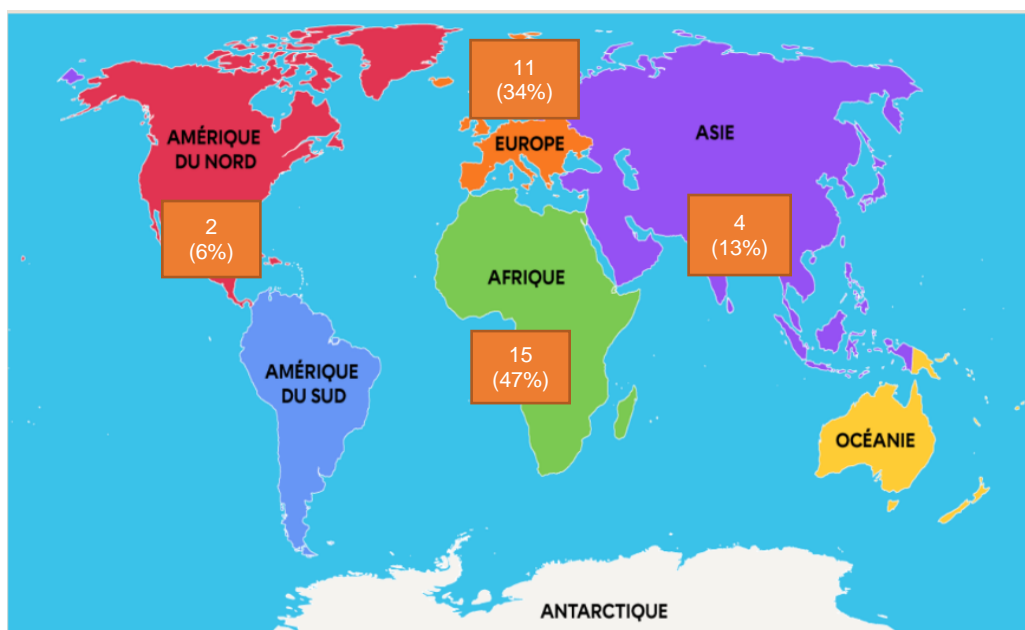 11
(34%)
AMÉRIQUE
DU NORD
EUROPE
ASIE
2
(6%)
4
(13%)
AFRIQUE
15
(47%)
AMÉRIQUE
DU SUD
OCÉANIE
ANTARCTIQUE